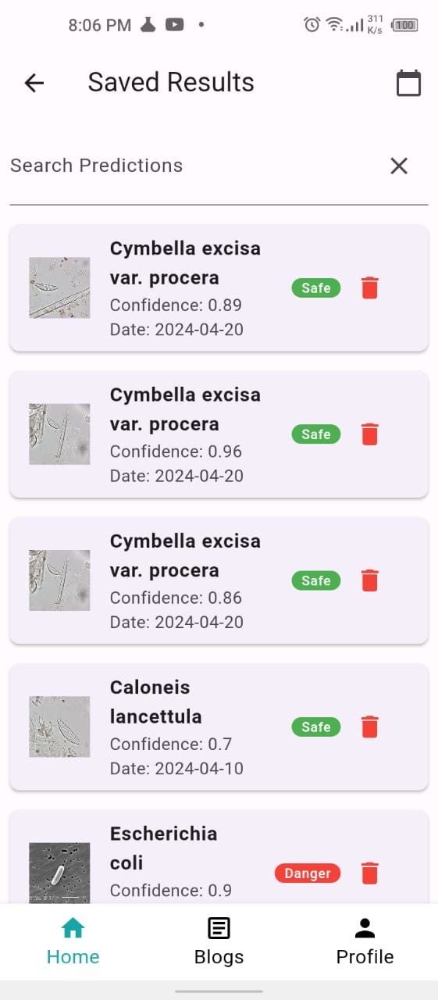 8:06 PM
311
K/s
100
Saved Results
Search Predictions
Cymbella excisa
var. procera
Safe
Confidence: 0.89
Date: 2024-04-20
Cymbella excisa
var. procera
Safe
Confidence: 0.96
Date: 2024-04-20
Cymbella excisa
var. procera
Safe
Confidence: 0.86
Date: 2024-04-20
Caloneis
lancettula
Safe
Confidence: 0.7
Date: 2024-04-10
Escherichia
coli
Danger
Confidence: 0.9
Home Blogs Profile